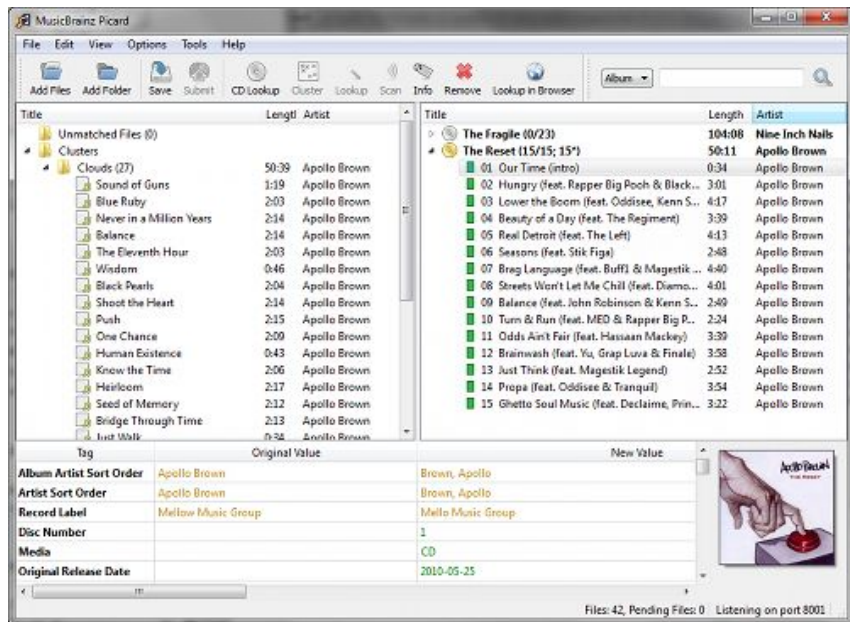 MusicBrainz Picard
File Edit View Options Tools Help
Add Files Add Folder Save Submit CD Lookup Cluster Lookup Scan Info Remove Lookup in Browser Album
Title Lengtl Artist
Unmatched Files (0)
Clusters
Clouds (27) 50:39 Apollo Brown
Sound of Guns 1:19 Apollo Brown
Blue Ruby 2:03 Apollo Brown
Never in a Million Years 2:14 Apollo Brown
Balance 2:14 Apollo Brown
The Eleventh Hour 2:03 Apollo Brown
Wisdom 0:46 Apollo Brown
Black Pearls 2:04 Apollo Brown
Shoot the Heart 2:14 Apollo Brown
Push 2:15 Apollo Brown
One Chance 2:09 Apollo Brown
Human Existence 0:43 Apollo Brown
Know the Time 2:06 Apollo Brown
Heirloom 2:17 Apollo Brown
Seed of Memory 2:12 Apollo Brown
Bridge Through Time 2:13 Apollo Brown
Just Walk 0:34 Apollo Brown
Title Length Artist
The Fragile (0/23) 104:08 Nine Inch Nails
The Reset (15/15; 15*) 50:11 Apollo Brown
01 Our Time (intro) 0:34 Apollo Brown
02 Hungry (feat. Rapper Big Pooh & Black... 3:01 Apollo Brown
03 Lower the Boom (feat. Oddisee, Kenn S... 4:17 Apollo Brown
04 Beauty of a Day (feat. The Regiment) 3:39 Apollo Brown
05 Real Detroit (feat. The Left) 4:13 Apollo Brown
06 Seasons (feat. Stik Figa) 2:48 Apollo Brown
07 Brag Language (feat. Buff1 & Magestik ... 4:40 Apollo Brown
08 Streets Won't Let Me Chill (feat. Diamo... 4:01 Apollo Brown
09 Balance (feat. John Robinson & Kenn S... 2:49 Apollo Brown
10 Turn & Run (feat. MED & Rapper Big P... 2:24 Apollo Brown
11 Odds Ain't Fair (feat. Hassaan Mackey) 3:39 Apollo Brown
12 Brainwash (feat. Yu, Grap Luva & Finale) 3:58 Apollo Brown
13 Just Think (feat. Magestik Legend) 2:52 Apollo Brown
14 Propa (feat. Oddisee & Tranquil) 3:54 Apollo Brown
15 Ghetto Soul Music (feat. Declaime, Prin... 3:22 Apollo Brown
Tag Original Value New Value
Album Artist Sort Order Apollo Brown Brown, Apollo
Artist Sort Order Apollo Brown Brown, Apollo
Record Label Mellow Music Group Mello Music Group
Disc Number 1
Media CD
Original Release Date 2010-05-25
Apollo Brown
THE RESET
Files: 42, Pending Files: 0 Listening on port 8001